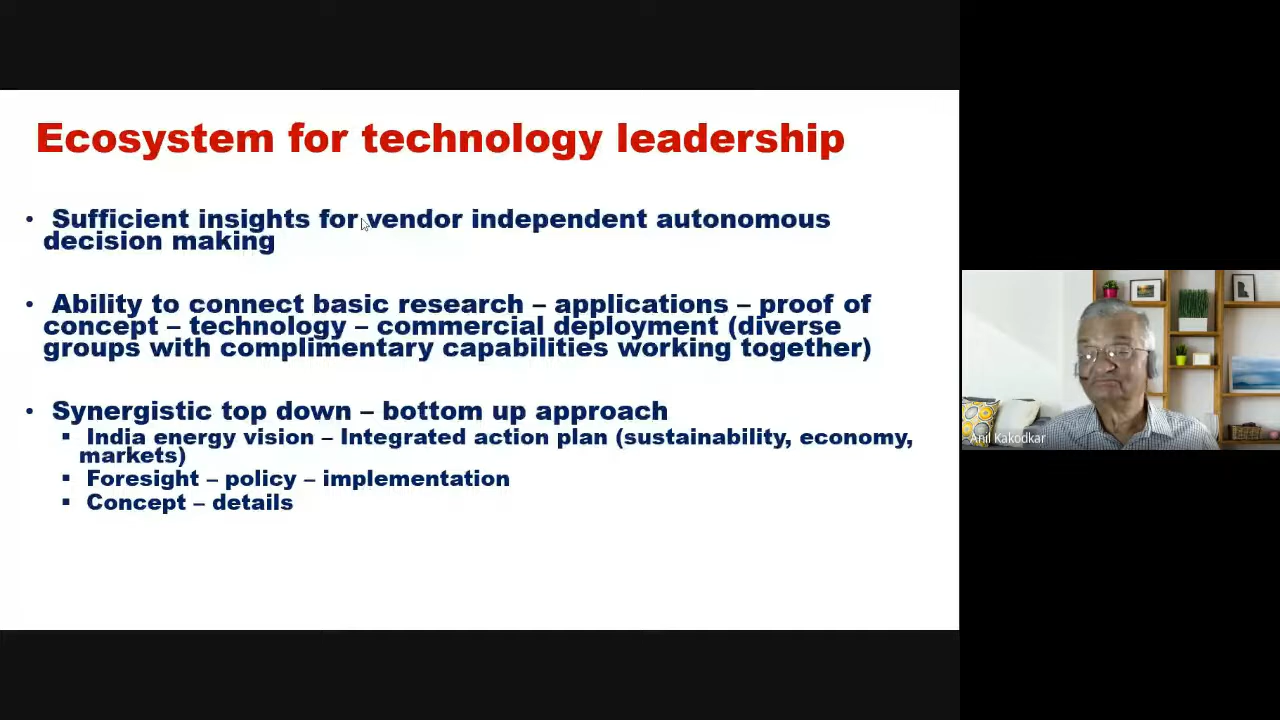 Ecosystem for technology leadership
• Sufficient insights for vendor independent autonomous
decision making
• Ability to connect basic research – applications – proof of
concept – technology – commercial deployment (diverse
groups with complimentary capabilities working together)
• Synergistic top down – bottom up approach
▪ India energy vision – Integrated action plan (sustainability, economy,
markets)
▪ Foresight – policy – implementation
▪ Concept – details
Anil Kakodkar